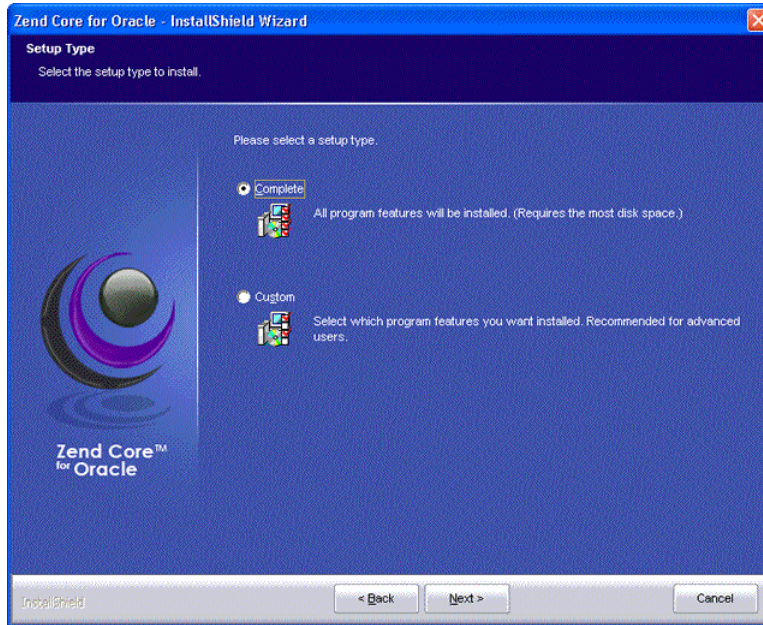 Zend Core for Oracle - InstallShield Wizard
Setup Type
Select the setup type to install.
Please select a setup type.
Complete
All program features will be installed. (Requires the most disk space.)
Custom
Select which program features you want installed. Recommended for advanced
users.
Zend Core™
for Oracle
InstallShield
< Back
Next >
Cancel